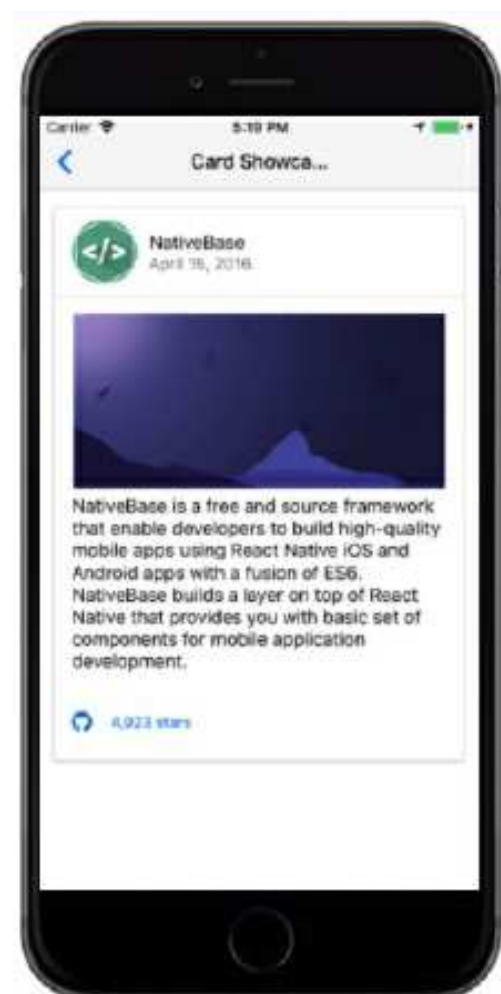 Carrier 5:19 PM
Card Showca...
</>
NativeBase
April 15, 2016
NativeBase is a free and source framework
that enable developers to build high-quality
mobile apps using React Native iOS and
Android apps with a fusion of ES6.
NativeBase builds a layer on top of React
Native that provides you with basic set of
components for mobile application
development.
4,923 stars